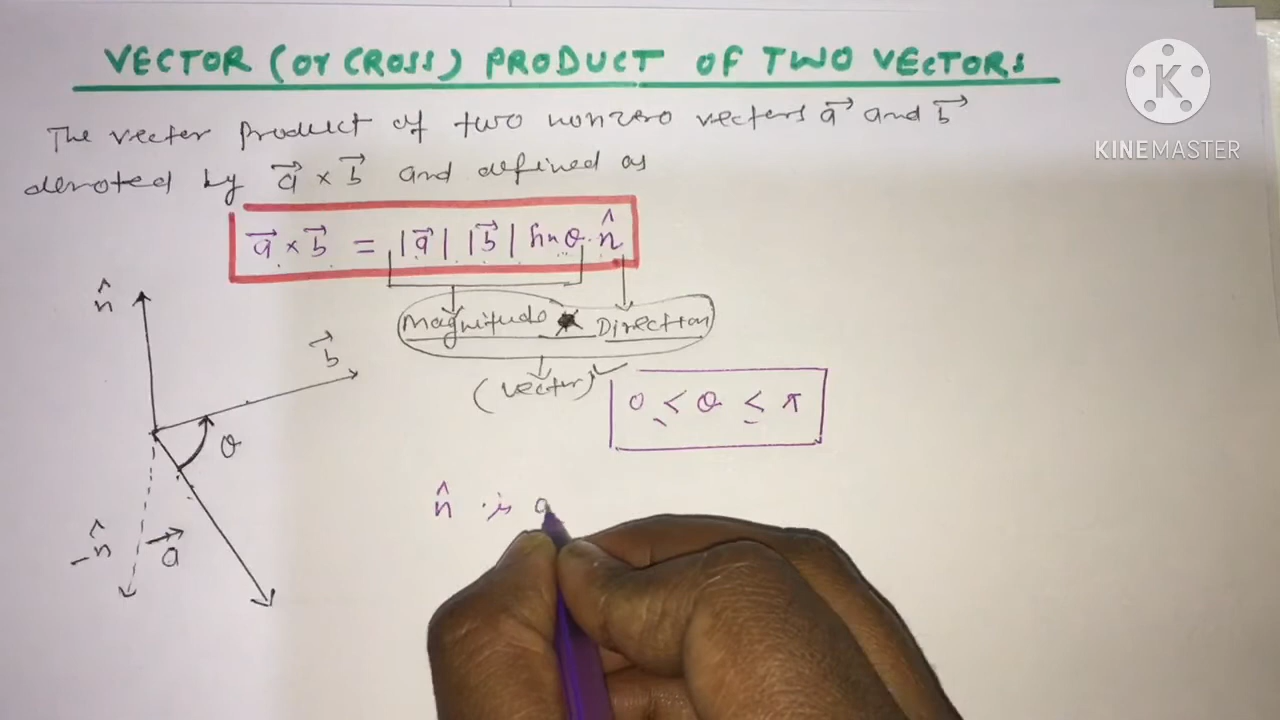 VECTOR (or CROSS) PRODUCT OF TWO VECTORS
The vector product of two nonzero vectors a⃗ and b⃗
denoted by a⃗ × b⃗ and defined as
a⃗ × b⃗ = |a⃗| |b⃗| sin θ · n̂
Magnitude Direction
(vector)
0 < θ ≤ π
n̂
b⃗
θ
-n̂
a⃗
n̂ is a
K
KINEMASTER